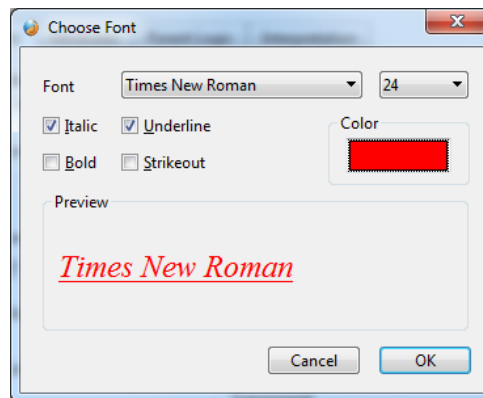 Choose Font
Font Times New Roman 24
Italic Underline Color
Bold Strikeout
Preview
Times New Roman
Cancel OK